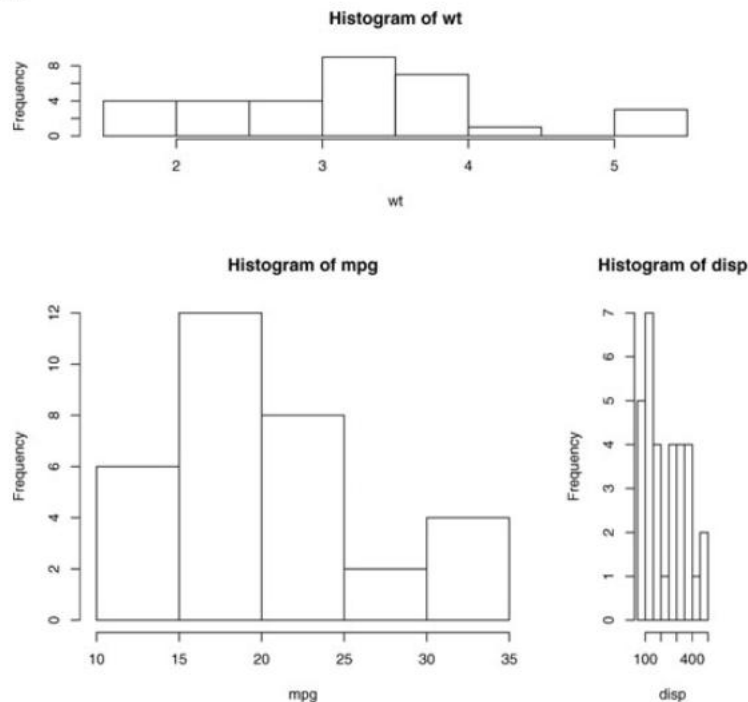 Histogram of wt
Frequency
8
4
0
2 3 4 5
wt
Histogram of mpg
Frequency
12
10
8
6
4
2
0
10 15 20 25 30 35
mpg
Histogram of disp
Frequency
7
6
5
4
3
2
1
0
100 400
disp